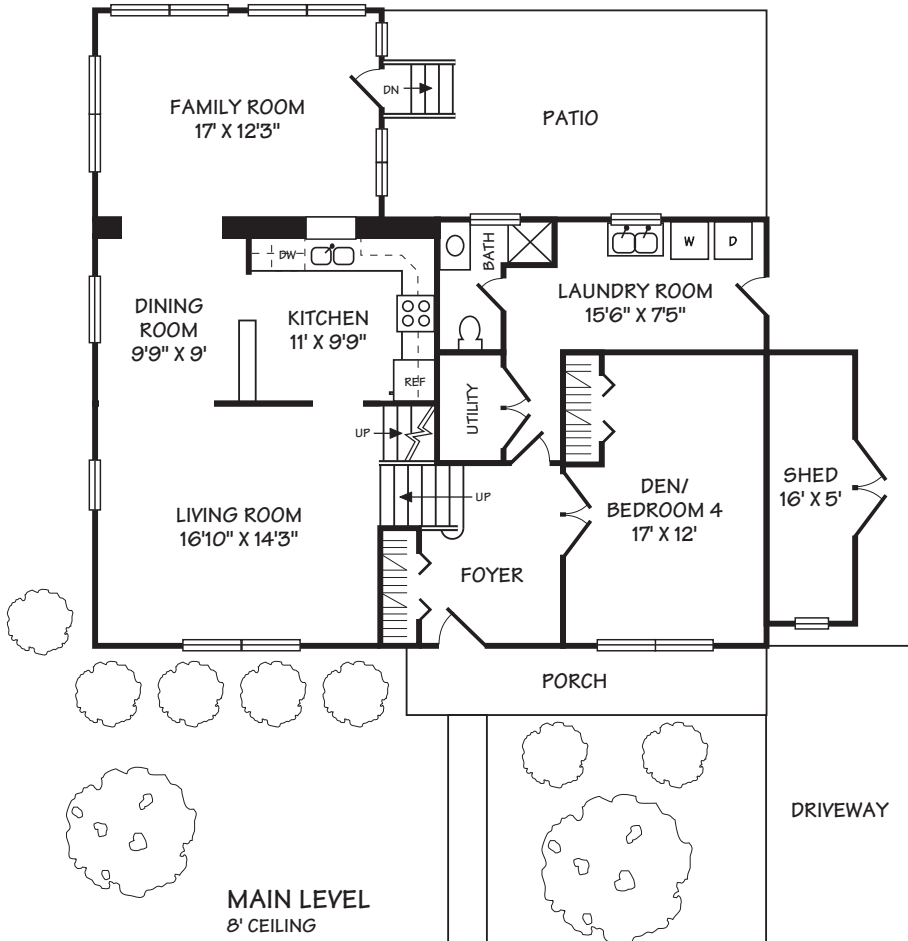 FAMILY ROOM
17' X 12'3"
DN
PATIO
DW
BATH
W
D
LAUNDRY ROOM
15'6" X 7'5"
DINING
ROOM
9'9" X 9'
KITCHEN
11' X 9'9"
REF
UTILITY
UP
UP
LIVING ROOM
16'10" X 14'3"
DEN/
BEDROOM 4
17' X 12'
SHED
16' X 5'
FOYER
PORCH
DRIVEWAY
MAIN LEVEL
8' CEILING